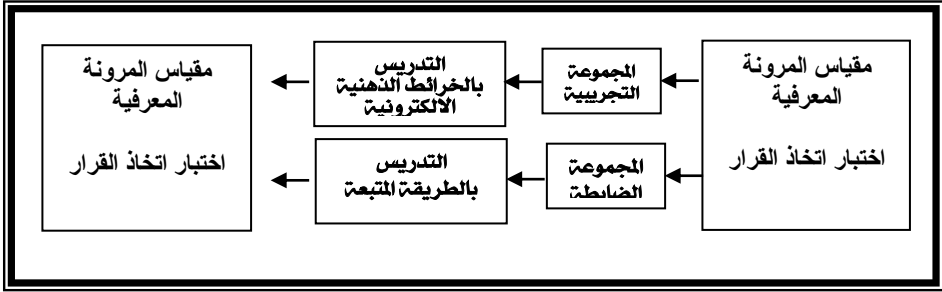 مقياس المرونة
المعرفية
اختبار اتخاذ القرار
المجموعة
التجريبية
التدريس
بالخرائط الذهنية
الالكترونية
المجموعة
الضابطة
التدريس
بالطريقة المتبعة
مقياس المرونة
المعرفية
اختبار اتخاذ القرار